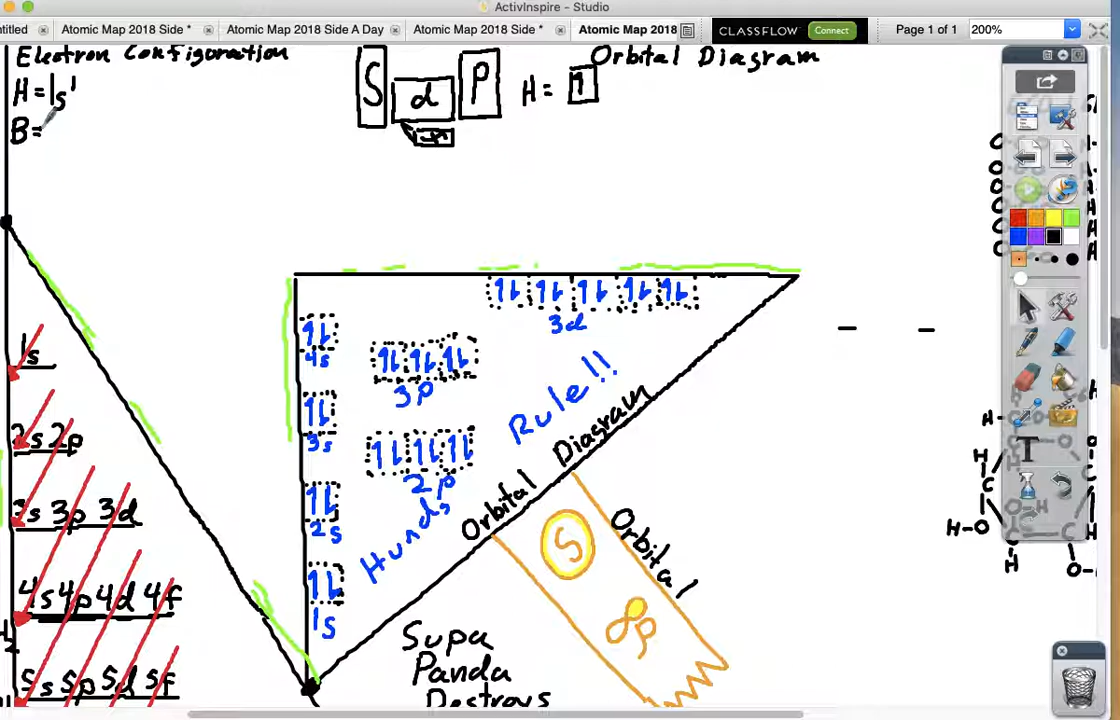 ActivInspire - Studio
ntitled
Atomic Map 2018 Side *
Atomic Map 2018 Side A Day
Atomic Map 2018 Side *
Atomic Map 2018
CLASSFLOW
Connect
Page 1 of 1
200%
Electron Configuration
H = 1s¹
B =
S
d
P
Orbital Diagram
H = 1
1s
2s 2p
3s 3p 3d
4s 4p 4d 4f
5s 5p 5d 5f
3d
4s
3p
3s
2p
2s
1s
Hunds Rule!!
Orbital Diagram
Orbital
S
p
Supa
Panda
Destroys
H
C
H-O
H
T